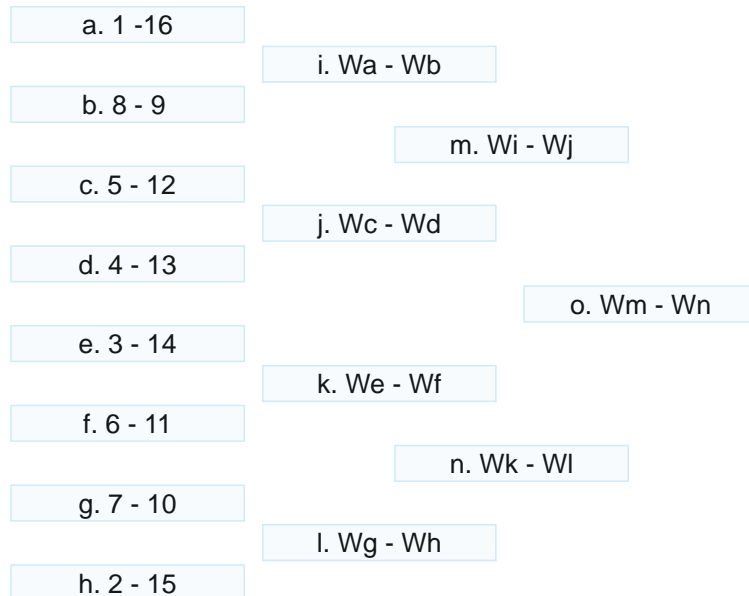 a. 1 -16
i. Wa - Wb
b. 8 - 9
m. Wi - Wj
c. 5 - 12
j. Wc - Wd
d. 4 - 13
o. Wm - Wn
e. 3 - 14
k. We - Wf
f. 6 - 11
n. Wk - Wl
g. 7 - 10
l. Wg - Wh
h. 2 - 15